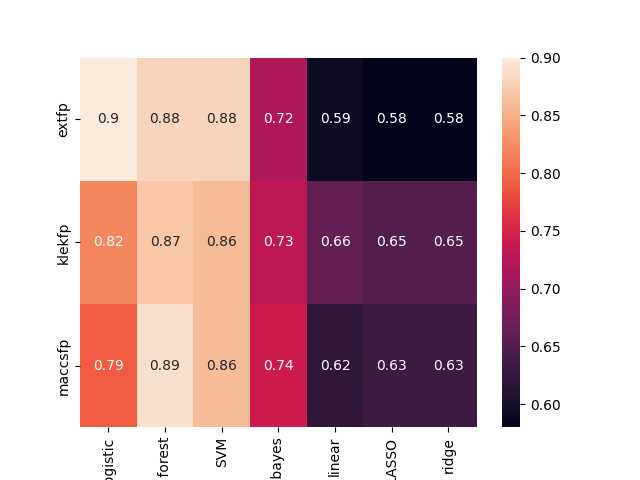 extfp 0.9 0.88 0.88 0.72 0.59 0.58 0.58
klekfp 0.82 0.87 0.86 0.73 0.66 0.65 0.65
maccsfp 0.79 0.89 0.86 0.74 0.62 0.63 0.63
ogistic forest SVM bayes linear ASSO ridge
0.90
0.85
0.80
0.75
0.70
0.65
0.60